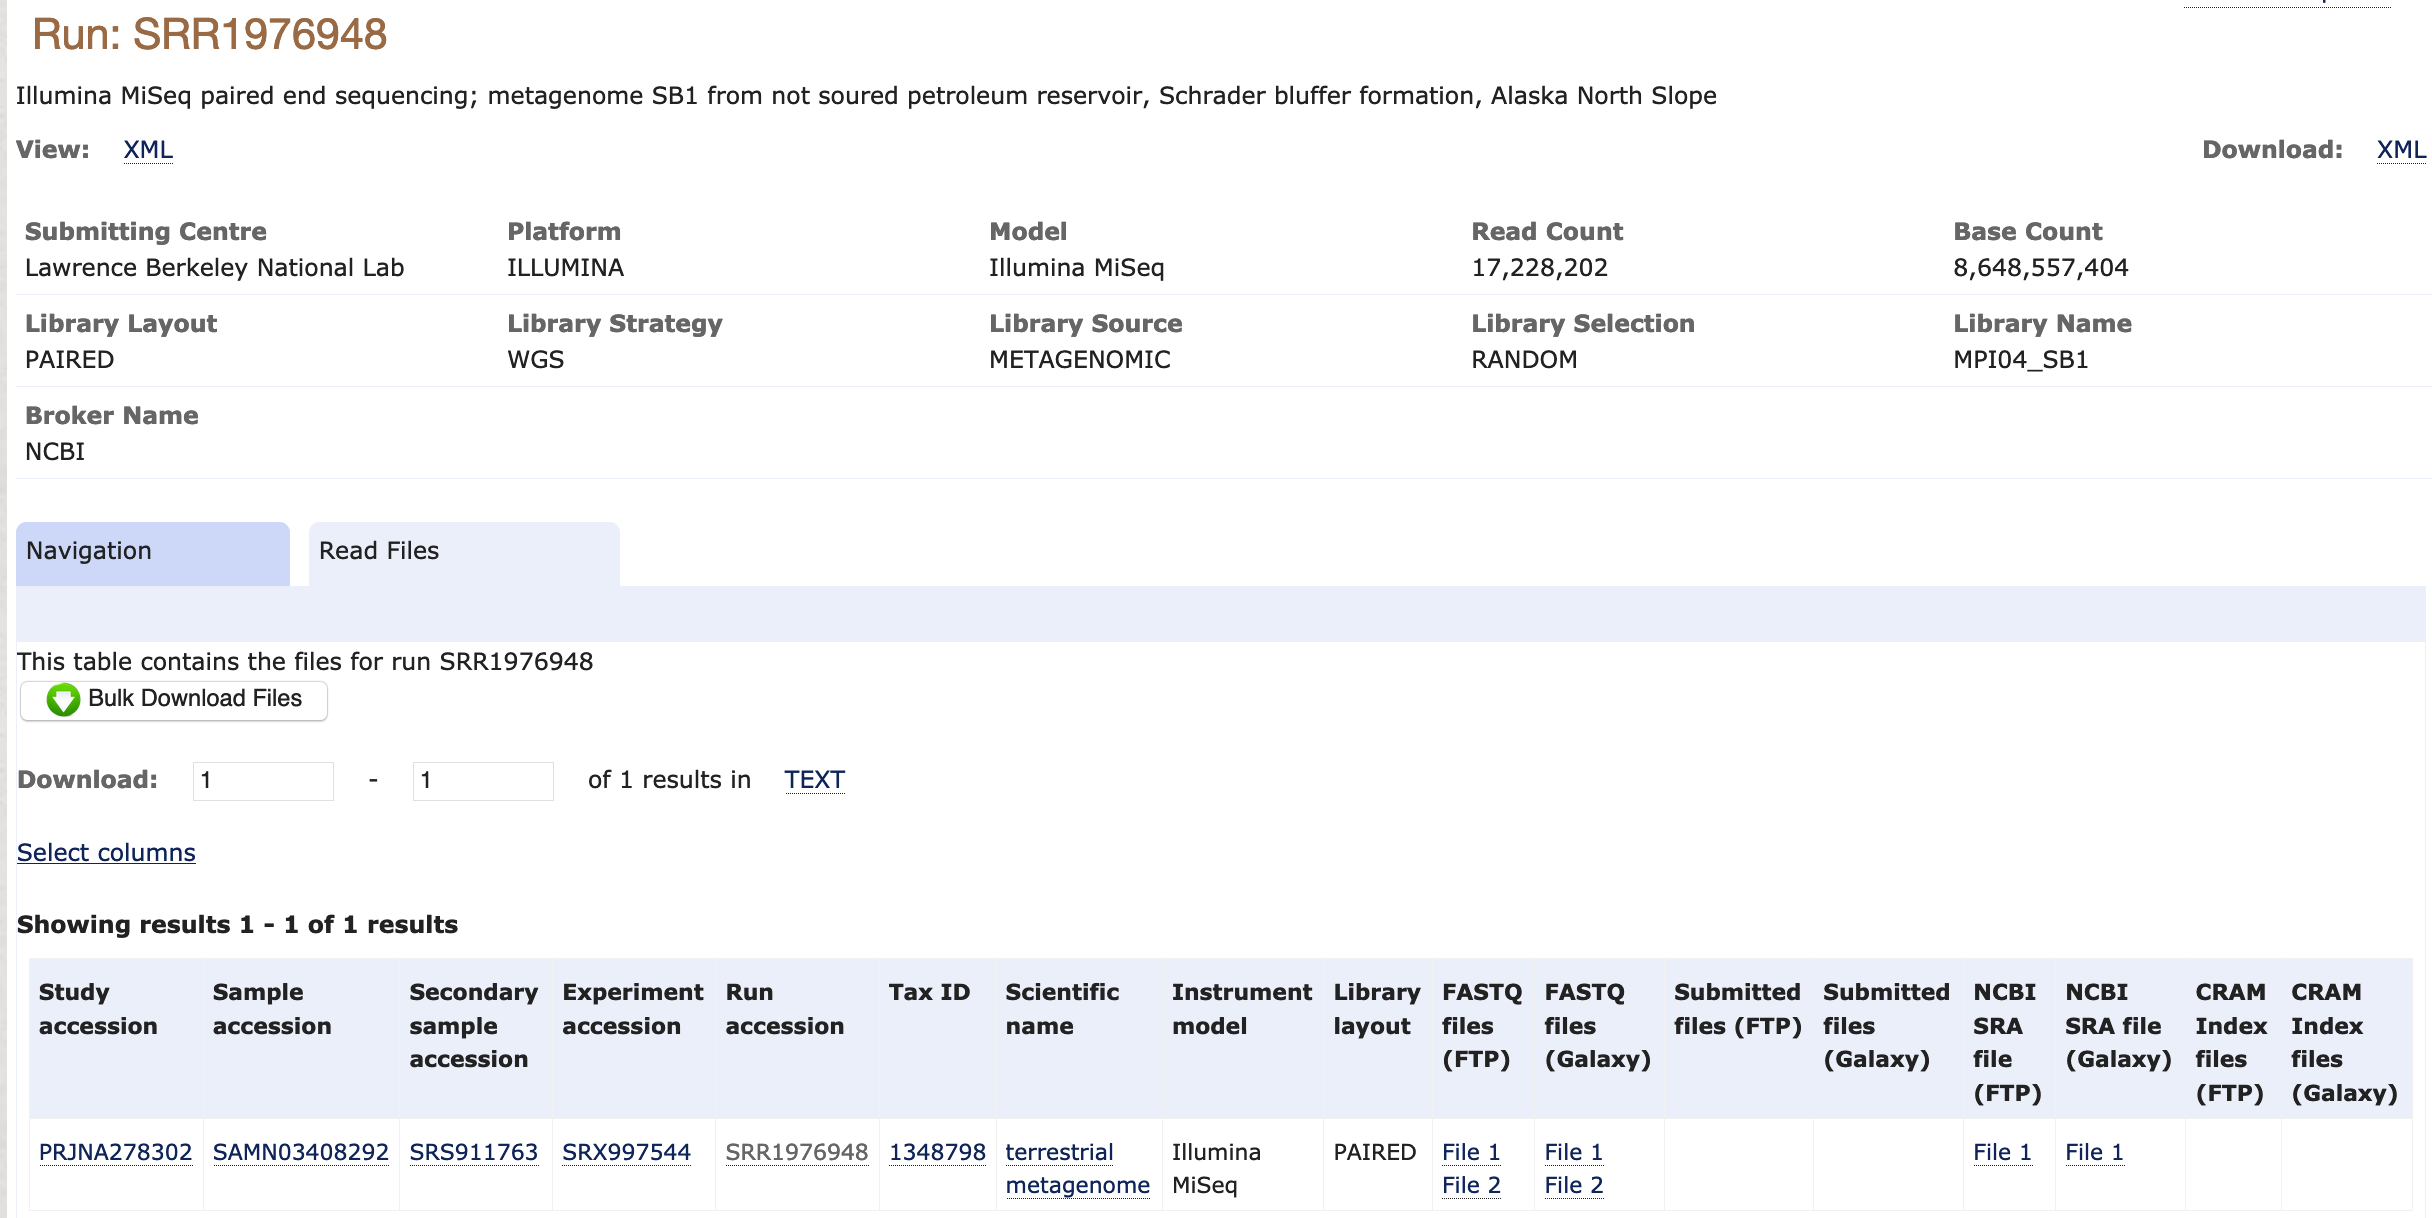 Run: SRR1976948
Illumina MiSeq paired end sequencing; metagenome SB1 from not soured petroleum reservoir, Schrader bluffer formation, Alaska North Slope
View: XML Download: XML
Submitting Centre Platform Model Read Count Base Count
Lawrence Berkeley National Lab ILLUMINA Illumina MiSeq 17,228,202 8,648,557,404
Library Layout Library Strategy Library Source Library Selection Library Name
PAIRED WGS METAGENOMIC RANDOM MPI04_SB1
Broker Name
NCBI
Navigation Read Files
This table contains the files for run SRR1976948
Bulk Download Files
Download: 1 - 1 of 1 results in TEXT
Select columns
Showing results 1 - 1 of 1 results
Study Sample Secondary Experiment Run Tax ID Scientific Instrument Library FASTQ FASTQ Submitted Submitted NCBI NCBI CRAM CRAM
accession accession sample accession accession name model layout files files files (FTP) files SRA SRA file Index Index
accession (FTP) (Galaxy) (Galaxy) file (Galaxy) files files
(FTP) (FTP) (Galaxy)
PRJNA278302 SAMN03408292 SRS911763 SRX997544 SRR1976948 1348798 terrestrial Illumina PAIRED File 1 File 1 File 1 File 1
metagenome MiSeq File 2 File 2